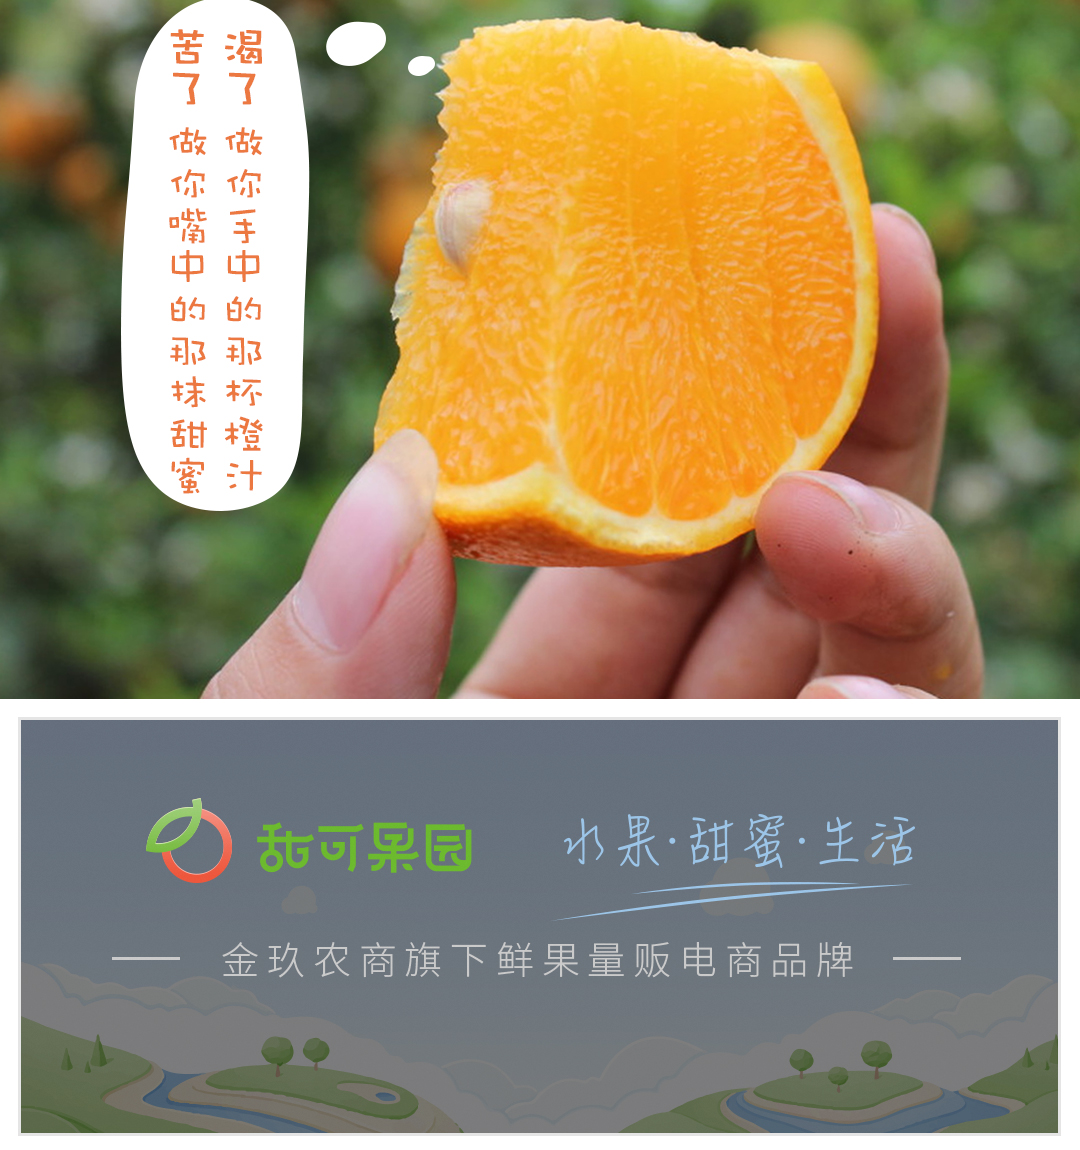 渴了 做你手中的那杯橙汁
苦了 做你嘴中的那抹甜蜜
甜可果园
水果·甜蜜·生活
金玖农商旗下鲜果量贩电商品牌